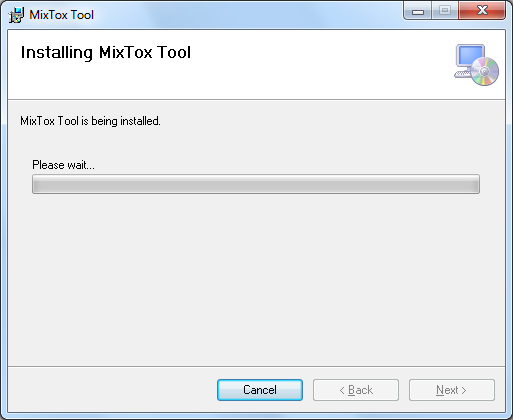 MixTox Tool
Installing MixTox Tool
MixTox Tool is being installed.
Please wait...
Cancel
< Back
Next >